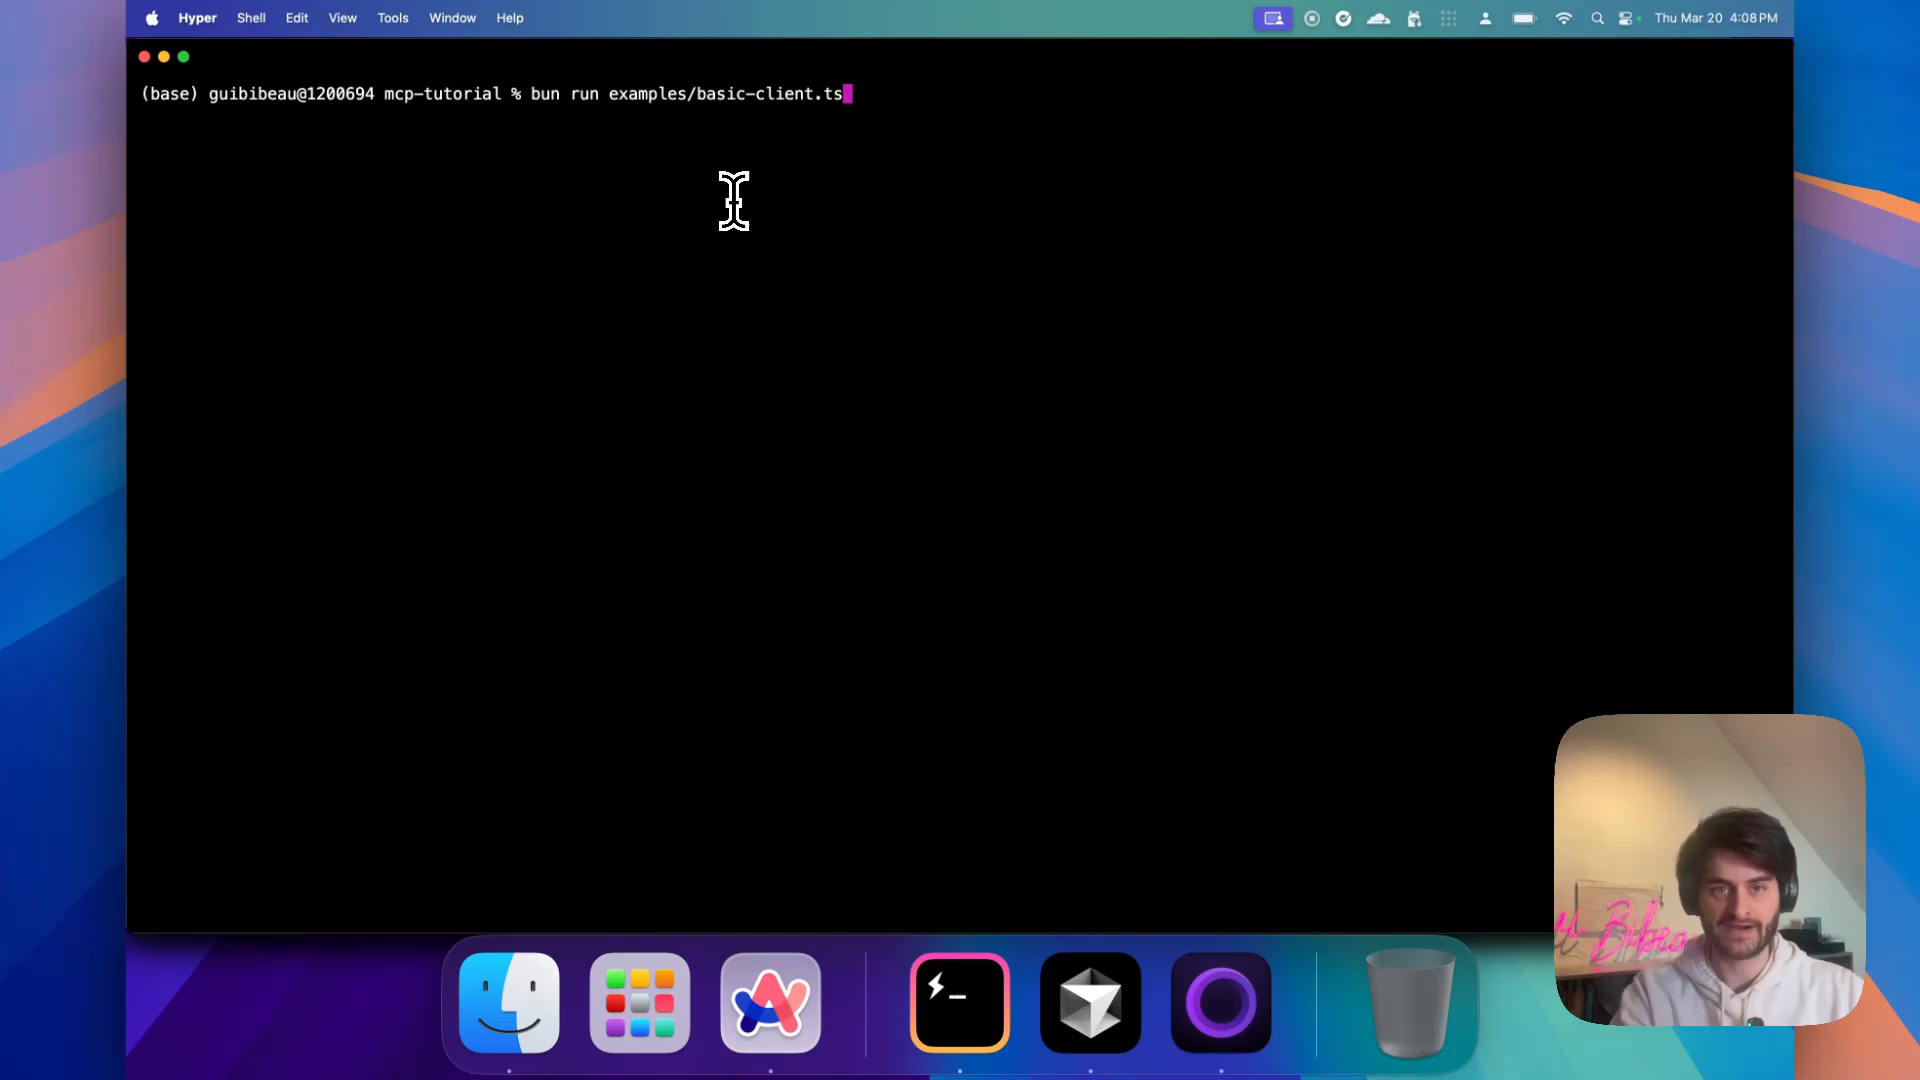 Hyper Shell Edit View Tools Window Help Thu Mar 20 4:08 PM
(base) guibibeau@1200694 mcp-tutorial % bun run examples/basic-client.ts
Bibea